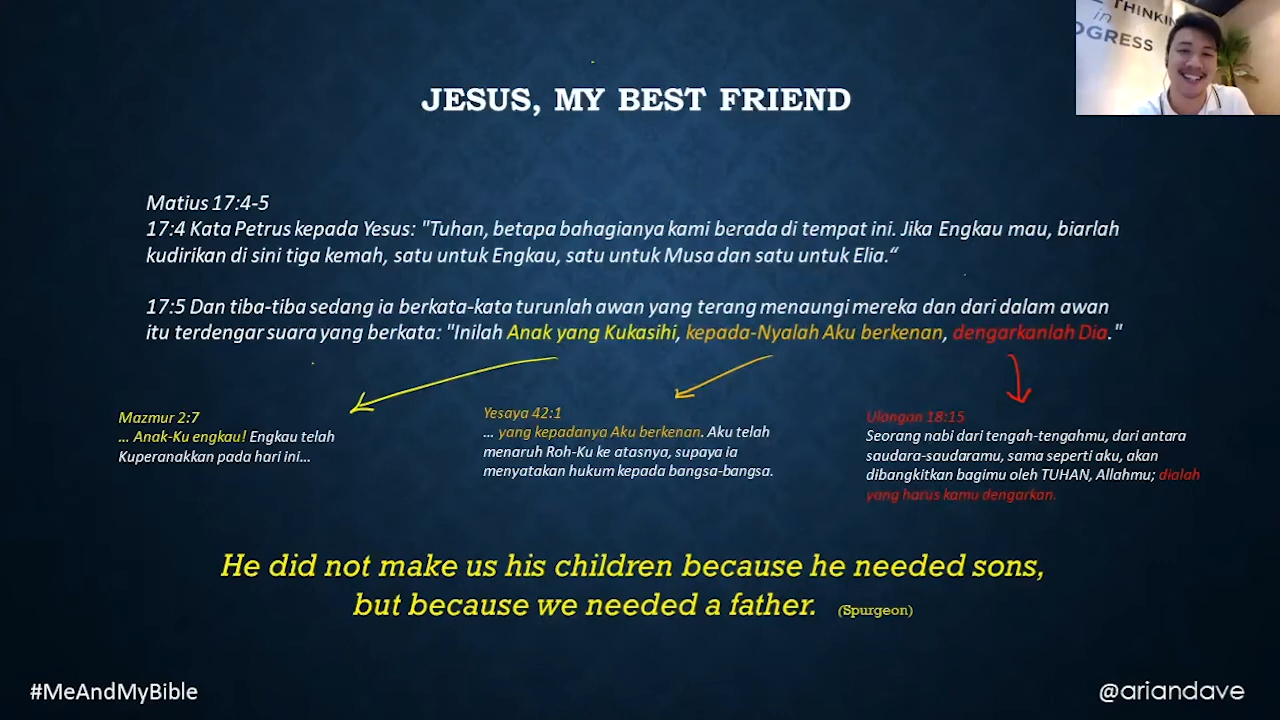 THINKING
in
OGRESS
JESUS, MY BEST FRIEND
Matius 17:4-5
17:4 Kata Petrus kepada Yesus: "Tuhan, betapa bahagianya kami berada di tempat ini. Jika Engkau mau, biarlah
kudirikan di sini tiga kemah, satu untuk Engkau, satu untuk Musa dan satu untuk Elia.“
17:5 Dan tiba-tiba sedang ia berkata-kata turunlah awan yang terang menaungi mereka dan dari dalam awan
itu terdengar suara yang berkata: "Inilah Anak yang Kukasihi, kepada-Nyalah Aku berkenan, dengarkanlah Dia."
Mazmur 2:7
... Anak-Ku engkau! Engkau telah
Kuperanakkan pada hari ini...
Yesaya 42:1
... yang kepadanya Aku berkenan. Aku telah
menaruh Roh-Ku ke atasnya, supaya ia
menyatakan hukum kepada bangsa-bangsa.
Ulangan 18:15
Seorang nabi dari tengah-tengahmu, dari antara
saudara-saudaramu, sama seperti aku, akan
dibangkitkan bagimu oleh TUHAN, Allahmu; dialah
yang harus kamu dengarkan.
He did not make us his children because he needed sons,
but because we needed a father. (Spurgeon)
#MeAndMyBible
@ariandave